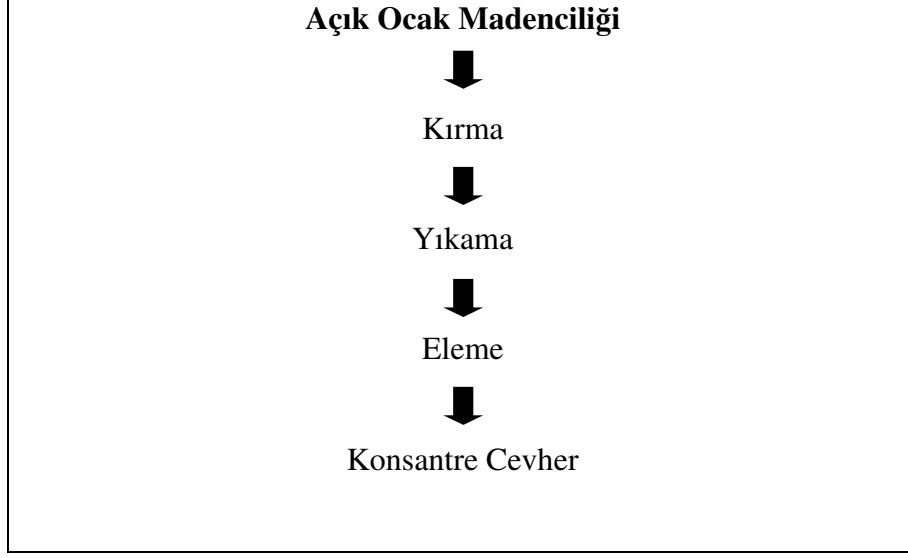 Açık Ocak Madenciliği
Kırma
Yıkama
Eleme
Konsantre Cevher